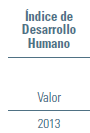 Índice de
Desarrollo
Humano
Valor
2013